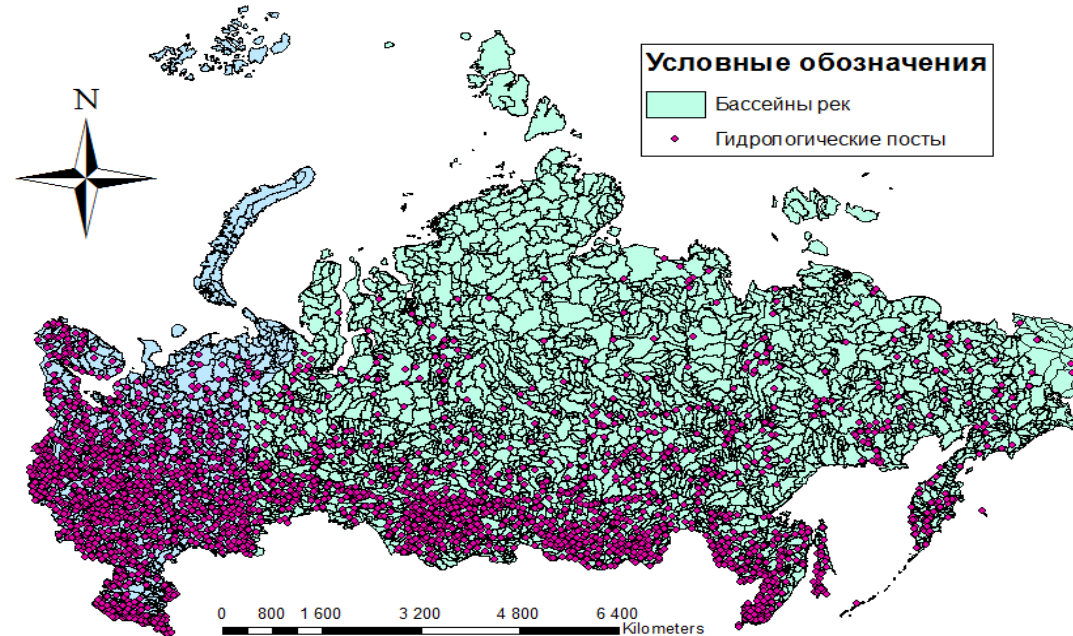 Условные обозначения
Бассейны рек
Гидрологические посты
N
0 800 1 600 3 200 4 800 6 400
Kilometers